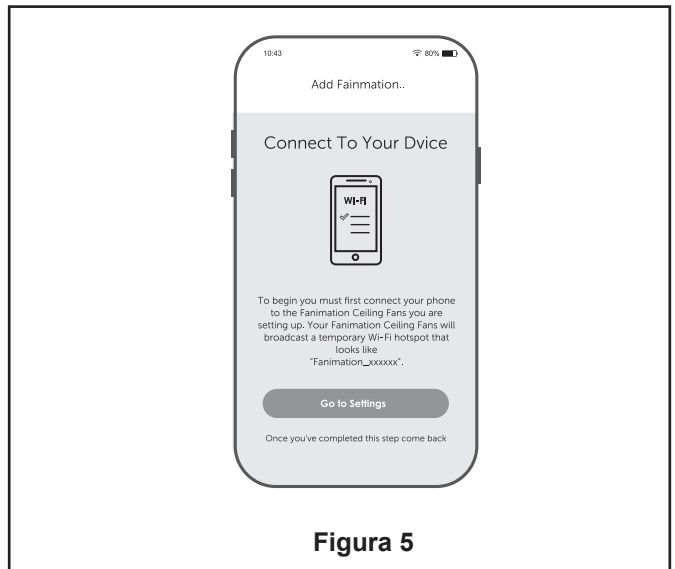 10:43
80%
Add Fainmation..
Connect To Your Dvice
WI-FI
To begin you must first connect your phone
to the Fanimation Ceiling Fans you are
setting up. Your Fanimation Ceiling Fans will
broadcast a temporary Wi-Fi hotspot that
looks like
"Fanimation_xxxxxx".
Go to Settings
Once you've completed this step come back
Figura 5